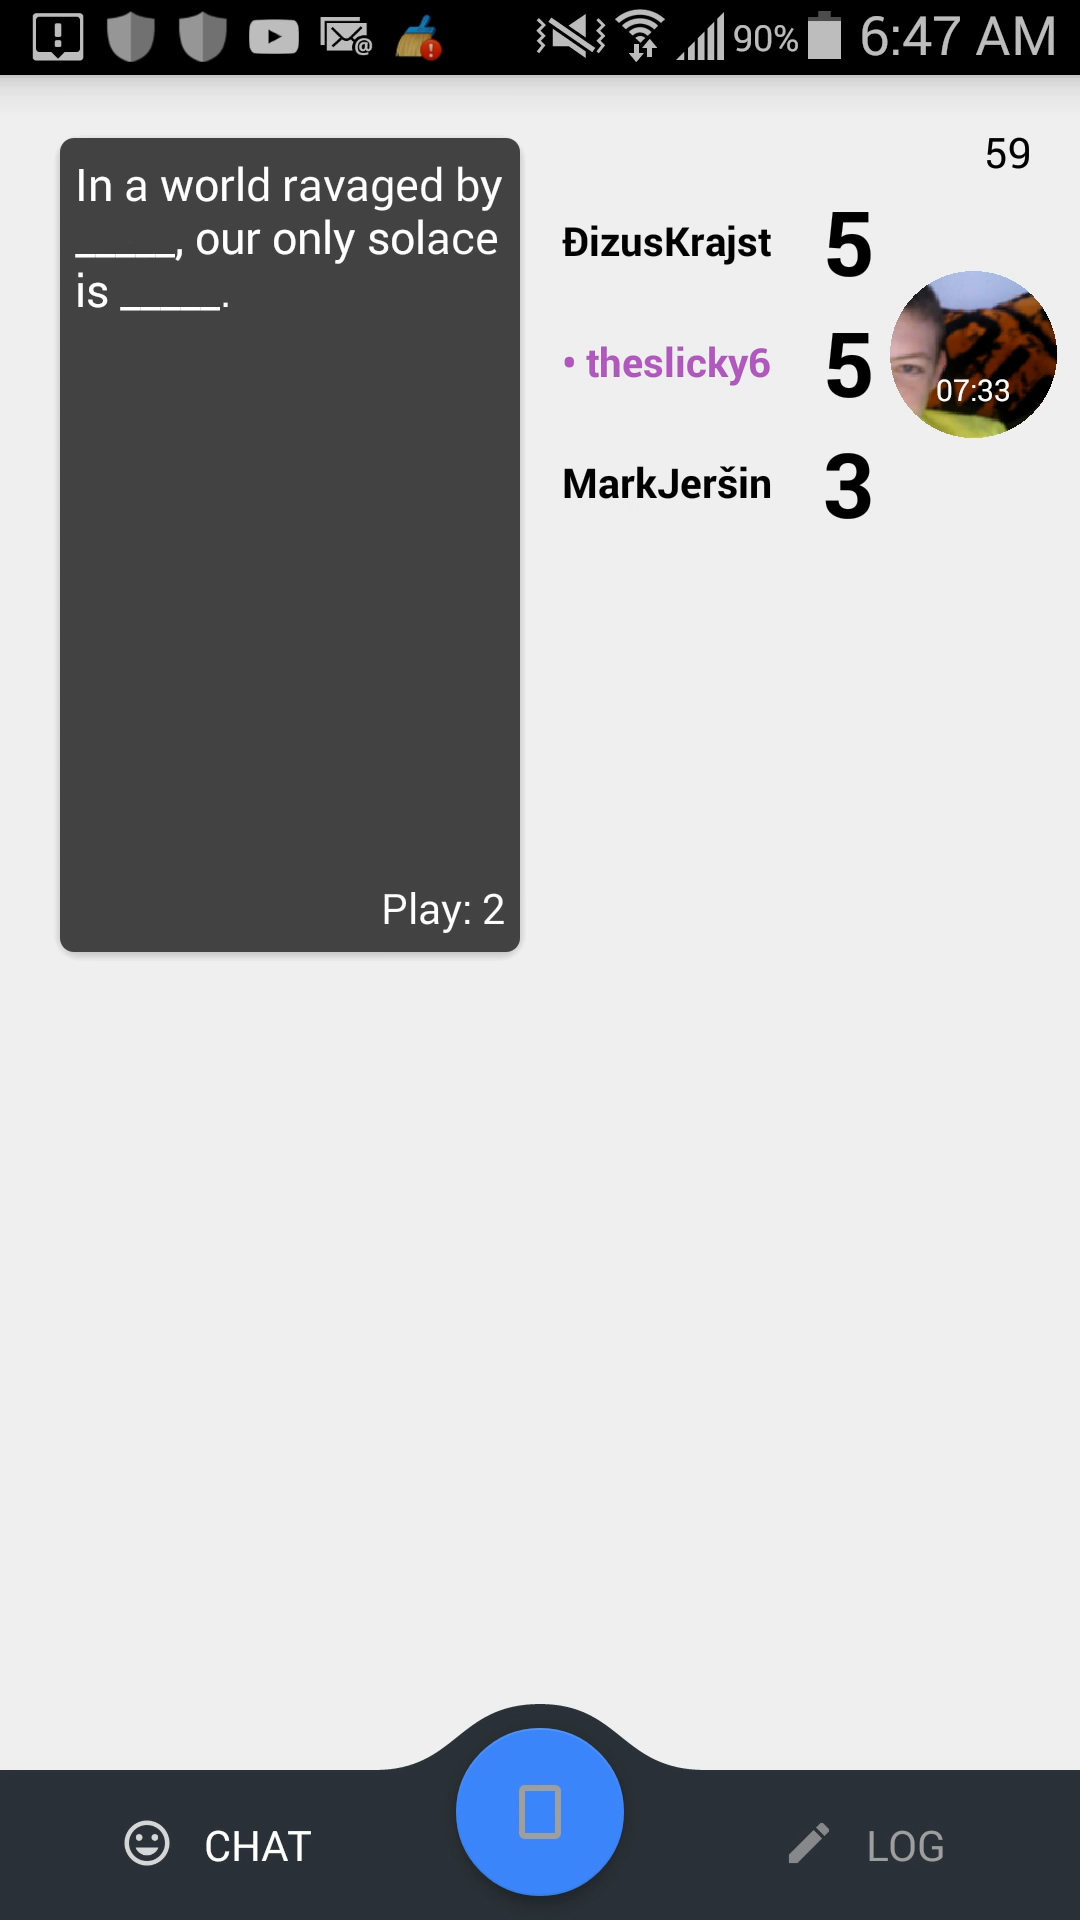 90% 6:47 AM
59
In a world ravaged by
_____, our only solace
is _____.
Play: 2
ĐizusKrajst 5
• theslicky6 5
07:33
MarkJeršin 3
CHAT
LOG